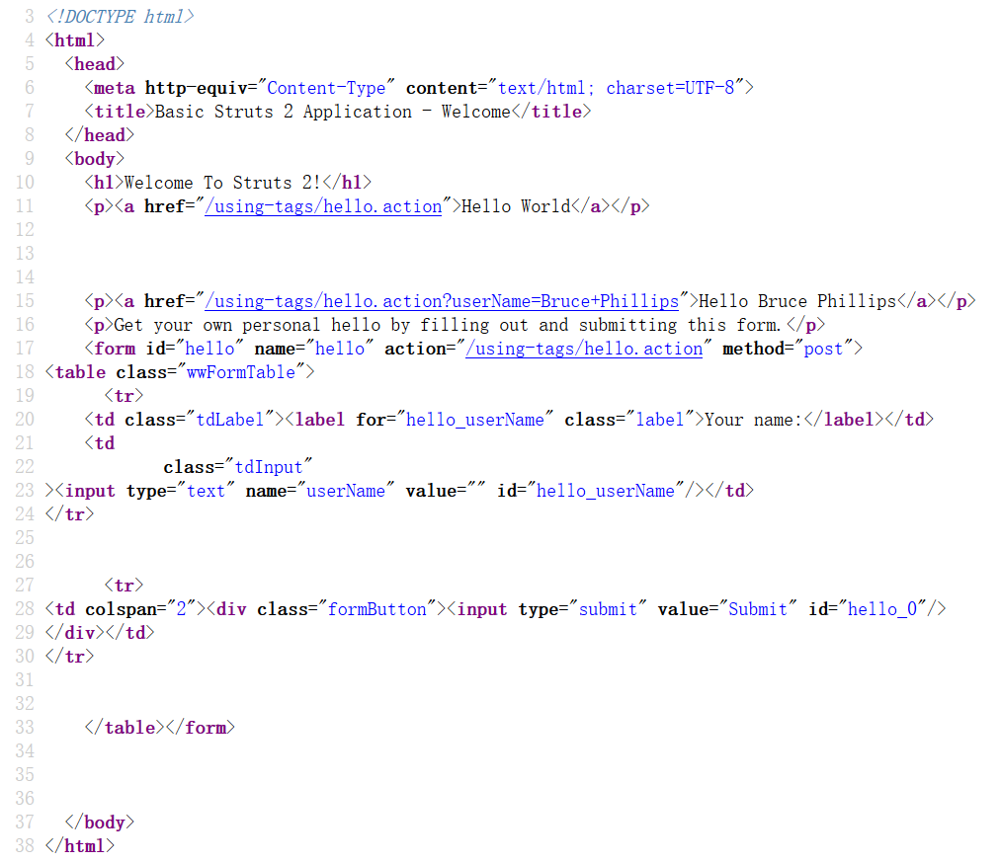 3 <!DOCTYPE html>
4 <html>
5   <head>
6     <meta http-equiv="Content-Type" content="text/html; charset=UTF-8">
7     <title>Basic Struts 2 Application - Welcome</title>
8   </head>
9   <body>
10     <h1>Welcome To Struts 2!</h1>
11     <p><a href="/using-tags/hello.action">Hello World</a></p>
12
13
14
15     <p><a href="/using-tags/hello.action?userName=Bruce+Phillips">Hello Bruce Phillips</a></p>
16     <p>Get your own personal hello by filling out and submitting this form.</p>
17     <form id="hello" name="hello" action="/using-tags/hello.action" method="post">
18 <table class="wwFormTable">
19       <tr>
20     <td class="tdLabel"><label for="hello_userName" class="label">Your name:</label></td>
21     <td
22             class="tdInput"
23 ><input type="text" name="userName" value="" id="hello_userName"/></td>
24 </tr>
25
26
27       <tr>
28 <td colspan="2"><div class="formButton"><input type="submit" value="Submit" id="hello_0"/>
29 </div></td>
30 </tr>
31
32
33     </table></form>
34
35
36
37   </body>
38 </html>